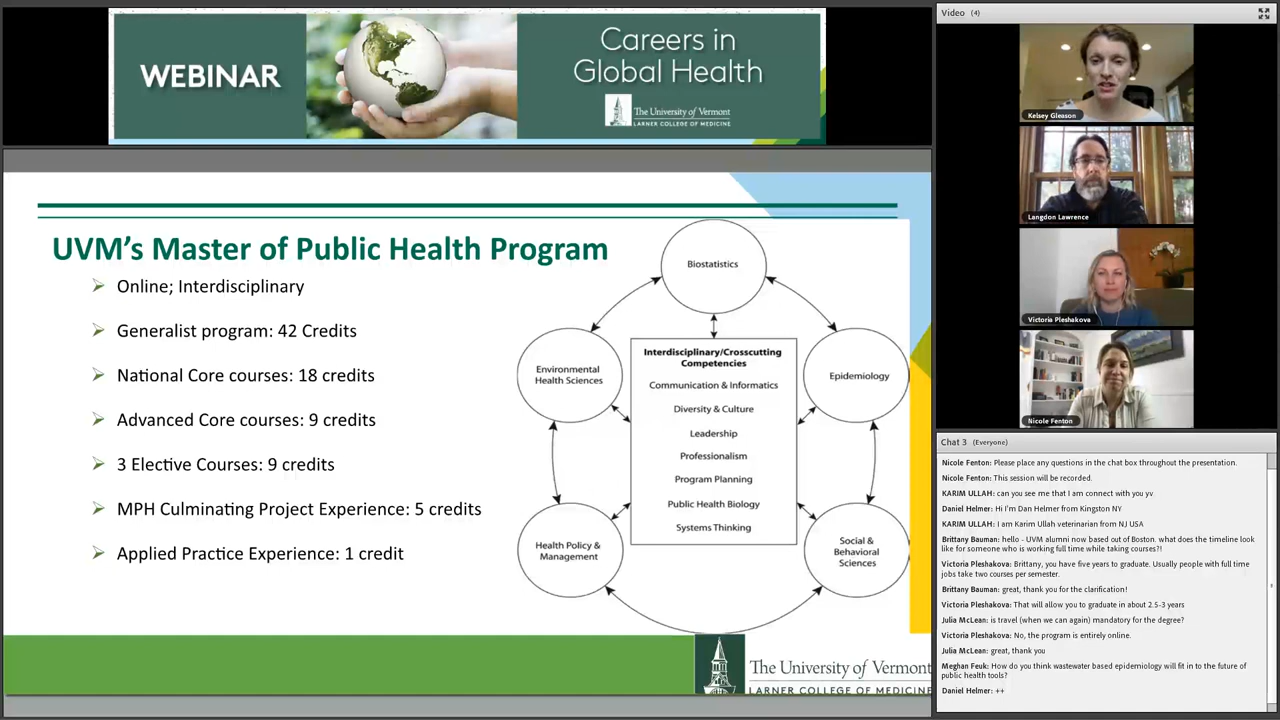 WEBINAR
Careers in
Global Health
The University of Vermont
LARNER COLLEGE OF MEDICINE
UVM's Master of Public Health Program
Online; Interdisciplinary
Generalist program: 42 Credits
National Core courses: 18 credits
Advanced Core courses: 9 credits
3 Elective Courses: 9 credits
MPH Culminating Project Experience: 5 credits
Applied Practice Experience: 1 credit
Biostatistics
Environmental
Health Sciences
Epidemiology
Interdisciplinary/Crosscutting
Competencies
Communication & Informatics
Diversity & Culture
Leadership
Professionalism
Program Planning
Public Health Biology
Systems Thinking
Health Policy &
Management
Social &
Behavioral
Sciences
The University of Vermont
LARNER COLLEGE OF MEDICINE
Video (4)
Kelsey Gleason
Langdon Lawrence
Victoria Pleshakova
Nicole Fenton
Chat 3 (Everyone)
Nicole Fenton: Please place any questions in the chat box throughout the presentation.
Nicole Fenton: This session will be recorded.
KARIM ULLAH: can you see me that I am connect with you yv
Daniel Helmer: Hi I'm Dan Helmer from Kingston NY
KARIM ULLAH: I am Karim Ullah veterinarian from NJ USA
Brittany Bauman: hello - UVM alumni now based out of Boston. what does the timeline look
like for someone who is working full time while taking courses?!
Victoria Pleshakova: Brittany, you have five years to graduate. Usually people with full time
jobs take two courses per semester.
Brittany Bauman: great, thank you for the clarification!
Victoria Pleshakova: That will allow you to graduate in about 2.5-3 years
Julia McLean: is travel (when we can again) mandatory for the degree?
Victoria Pleshakova: No, the program is entirely online.
Julia McLean: great, thank you
Meghan Feuk: How do you think wastewater based epidemiology will fit in to the future of
public health tools?
Daniel Helmer: ++